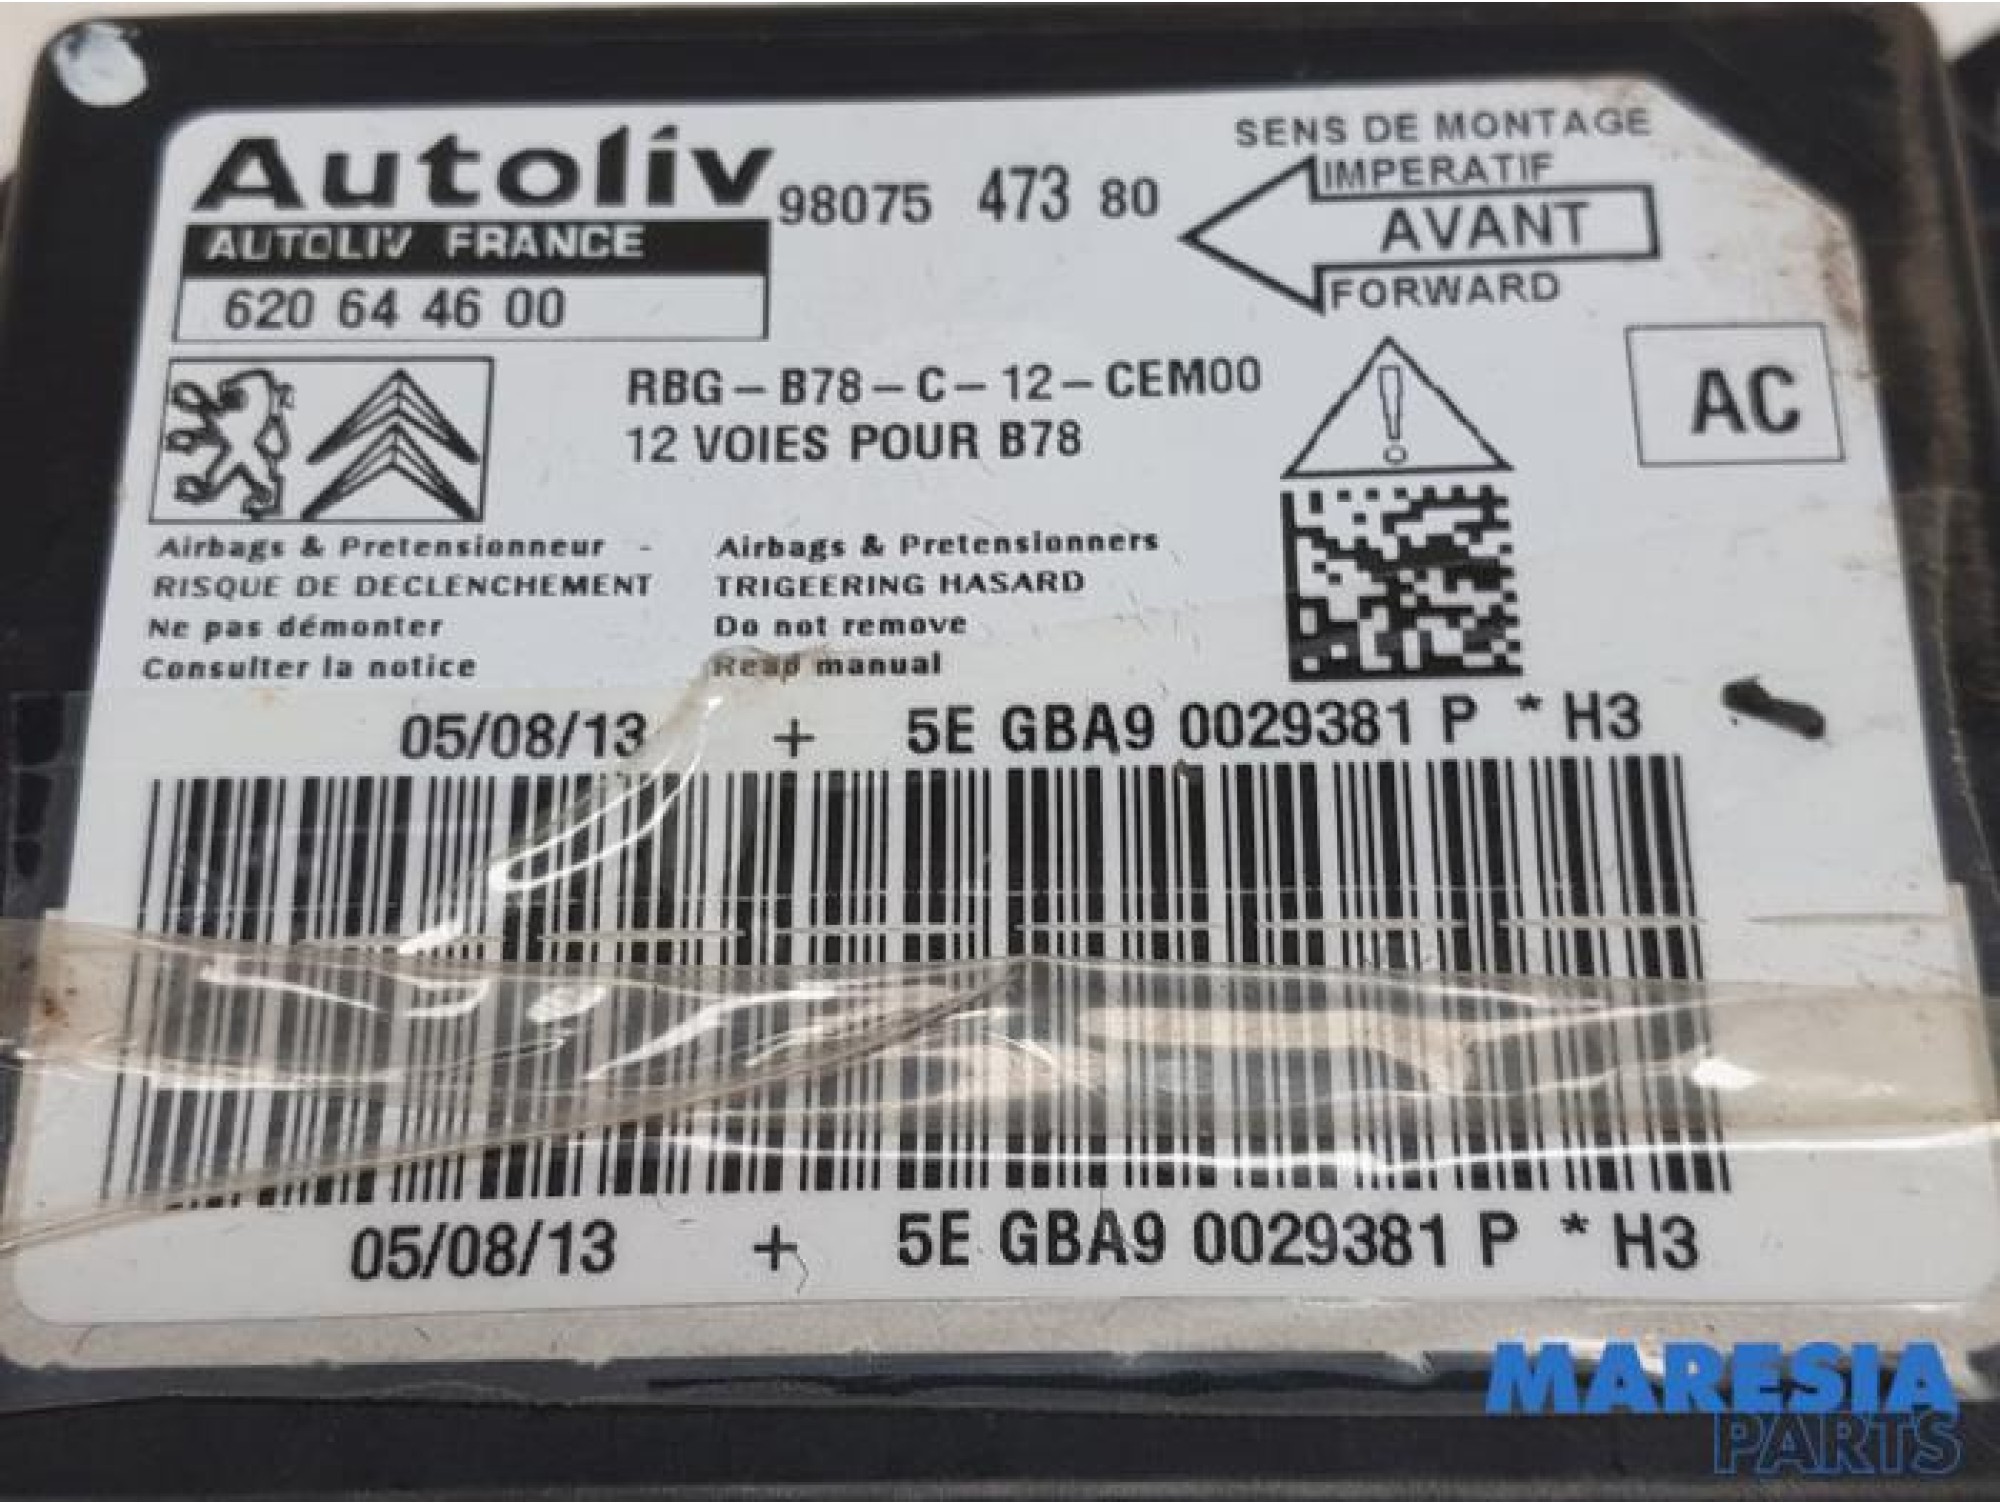 Autoliv
98075 473 80
SENS DE MONTAGE
IMPERATIF
AVANT
FORWARD
AUTOLIV FRANCE
620 64 46 00
AC
RBG-B78-C-12-CEM00
12 VOIES POUR B78
Airbags & Pretensionneur -
RISQUE DE DECLENCHEMENT
Ne pas démonter
Consulter la notice
Airbags & Pretensionners
TRIGEERING HASARD
Do not remove
Read manual
05/08/13 + 5E GBA9 0029381 P * H3
05/08/13 + 5E GBA9 0029381 P * H3
MARESIA
PARTS